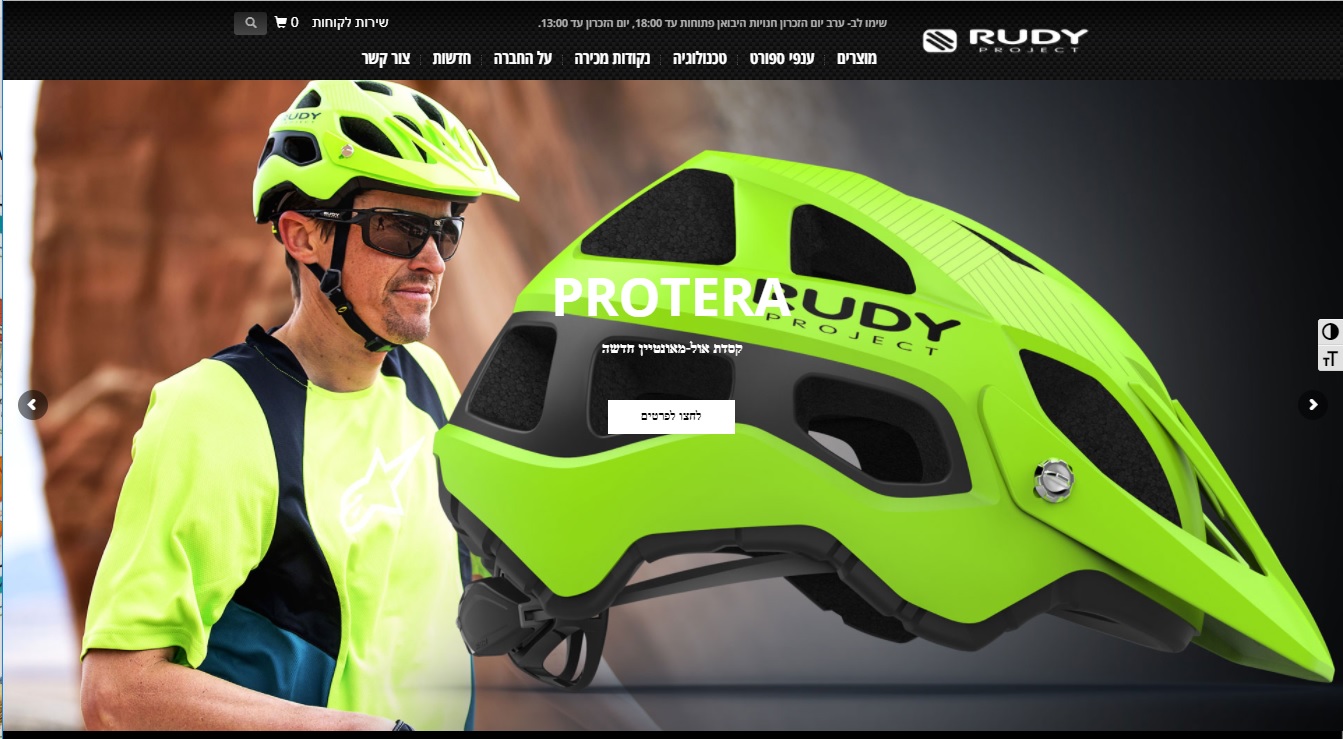 שימו לב- ערב יום הזכרון חנויות היבואן פתוחות עד 18:00, יום הזכרון עד 13:00.
שירות לקוחות
0
RUDY
PROJECT
מוצרים
ענפי ספורט
טכנולוגיה
נקודות מכירה
על החברה
חדשות
צור קשר
RUDY
PROTERA
RUDY
PROJECT
קסדת אול-מאונטיין חדשה
לחצו לפרטים
TT